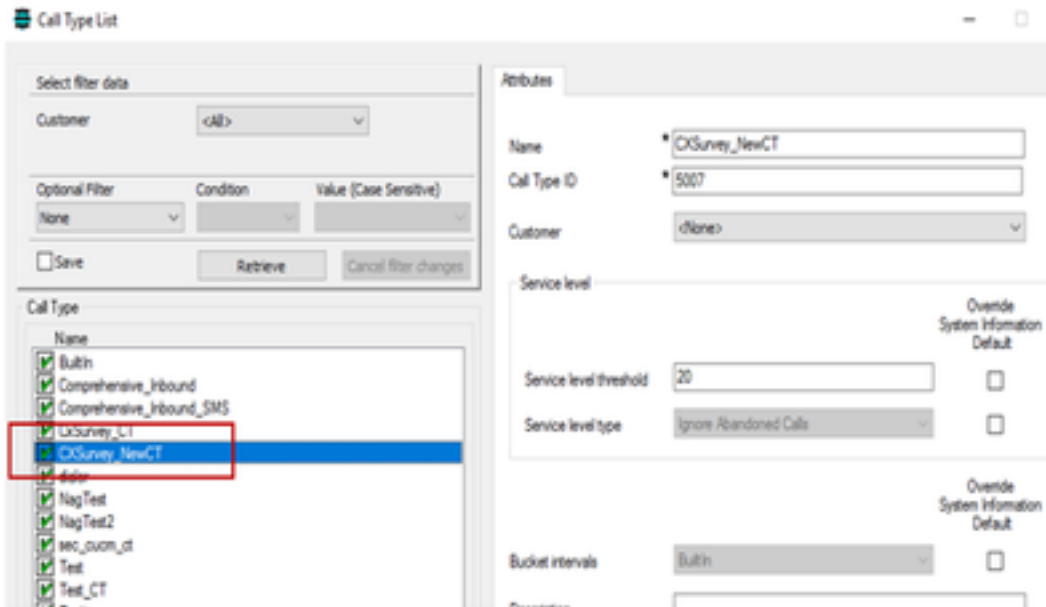 Call Type List
Select filter data
Customer
<All>
Optional Filter
Condition
Value (Case Sensitive)
None
Save
Retrieve
Cancel filter changes
Call Type
Name
BuiltIn
Comprehensive_Inbound
Comprehensive_Inbound_SMS
CxSurvey_CT
CXSurvey_NewCT
dialer
NagTest
NagTest2
sec_cucm_ct
Test
Test_CT
Attributes
Name
* CXSurvey_NewCT
Call Type ID
* 5007
Customer
<None>
Service level
Override
System Information
Default
Service level threshold
20
Service level type
Ignore Abandoned Calls
Override
System Information
Default
Bucket intervals
BuiltIn
Description